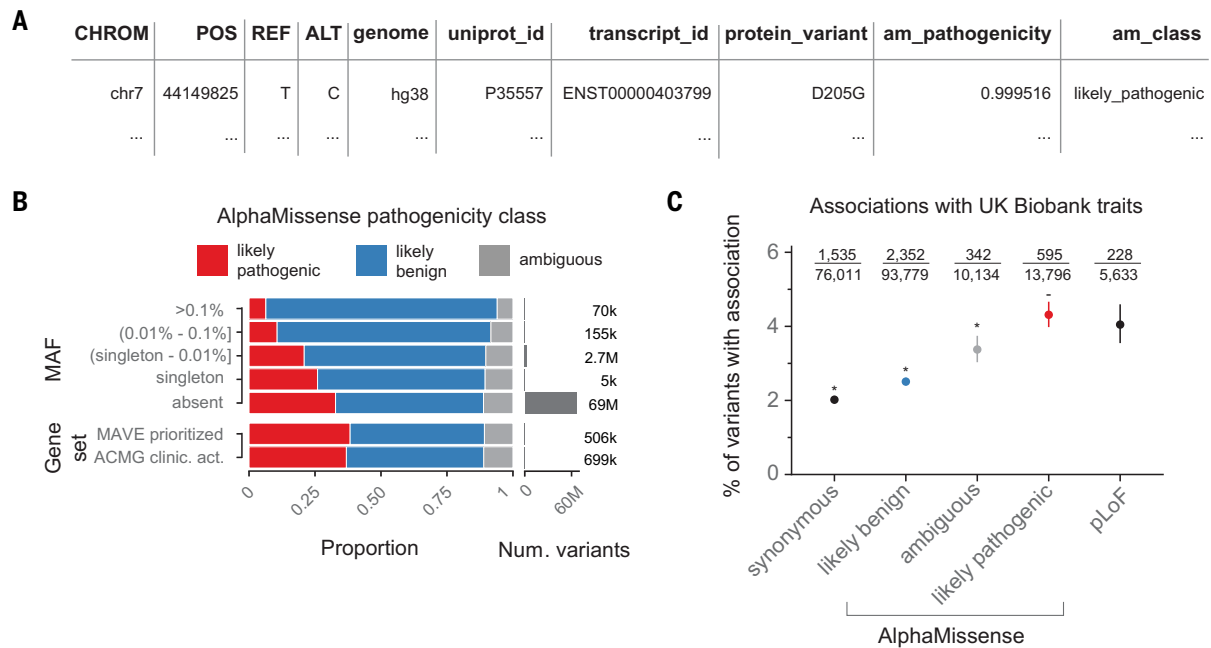 A
CHROM POS REF ALT genome uniprot_id transcript_id protein_variant am_pathogenicity am_class
chr7 44149825 T C hg38 P35557 ENST00000403799 D205G 0.999516 likely_pathogenic
... ... ... ... ... ... ... ... ... ...
B
AlphaMissense pathogenicity class
likely pathogenic
likely benign
ambiguous
MAF
>0.1% 70k
(0.01% - 0.1%] 155k
(singleton - 0.01%] 2.7M
singleton 5k
absent 69M
Gene set
MAVE prioritized 506k
ACMG clinic. act. 699k
0 0.25 0.50 0.75 1 0 60M
Proportion Num. variants
C
Associations with UK Biobank traits
% of variants with association
6
4
2
0
1,535 2,352 342 595 228
76,011 93,779 10,134 13,796 5,633
* * * -
synonymous
likely benign
ambiguous
likely pathogenic
pLoF
AlphaMissense